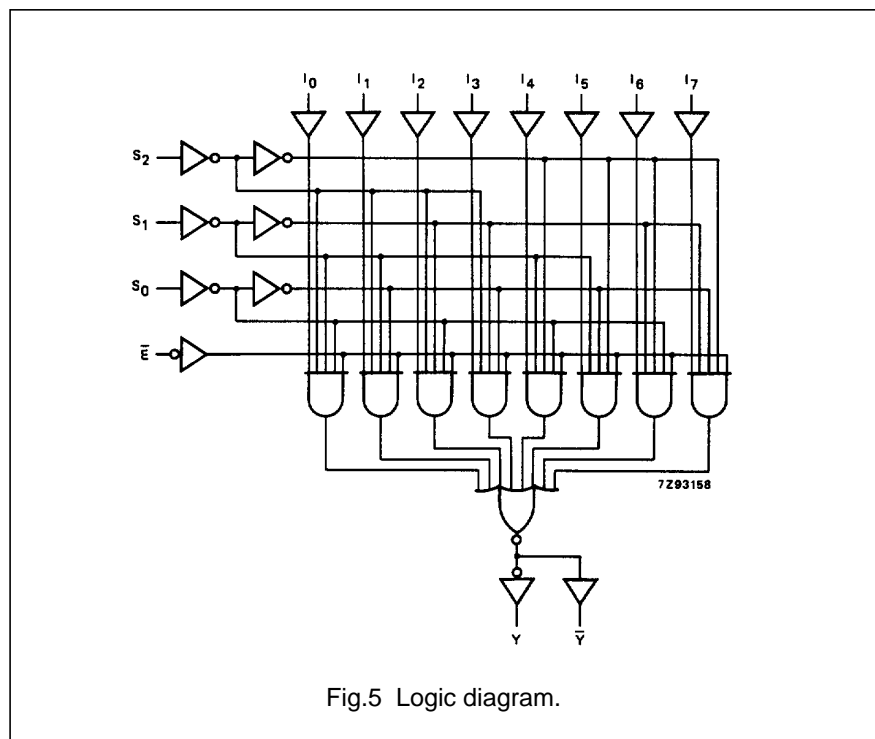 I0 I1 I2 I3 I4 I5 I6 I7
S2
S1
S0
E̅
7Z93158
Y Y̅
Fig.5 Logic diagram.